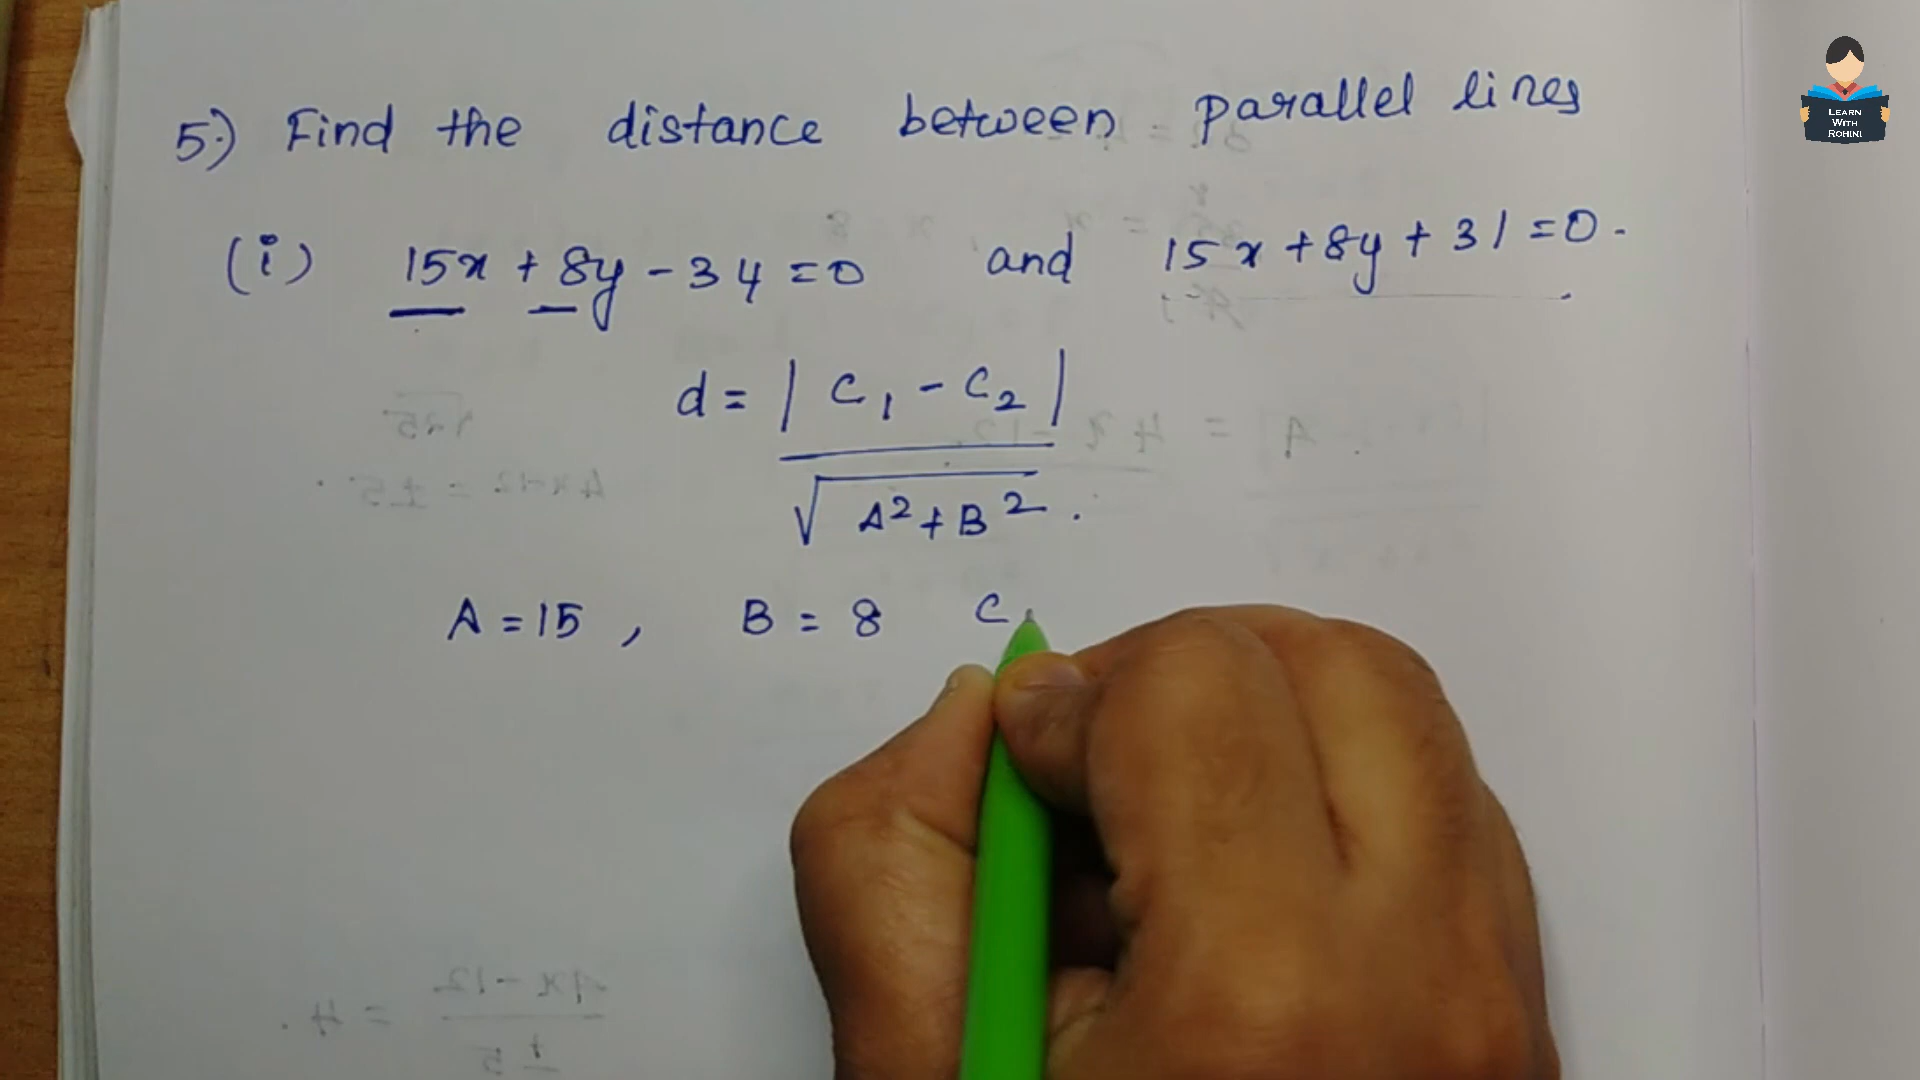 5.) Find the distance between parallel lines
(i) 15x + 8y - 34 = 0 and 15x + 8y + 31 = 0.
d = | C₁ - C₂ |
√ A² + B² .
A = 15 , B = 8 C
LEARN
WITH
ROHINI